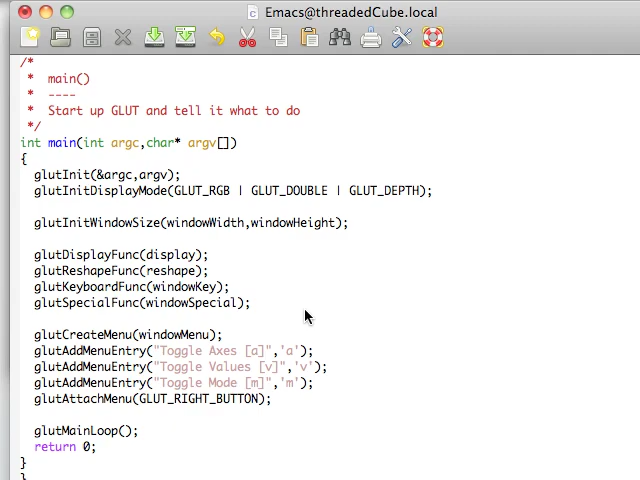 Emacs@threadedCube.local
/*
* main()
* ----
* Start up GLUT and tell it what to do
*/
int main(int argc,char* argv[])
{
glutInit(&argc,argv);
glutInitDisplayMode(GLUT_RGB | GLUT_DOUBLE | GLUT_DEPTH);
glutInitWindowSize(windowWidth,windowHeight);
glutDisplayFunc(display);
glutReshapeFunc(reshape);
glutKeyboardFunc(windowKey);
glutSpecialFunc(windowSpecial);
glutCreateMenu(windowMenu);
glutAddMenuEntry("Toggle Axes [a]",'a');
glutAddMenuEntry("Toggle Values [v]",'v');
glutAddMenuEntry("Toggle Mode [m]",'m');
glutAttachMenu(GLUT_RIGHT_BUTTON);
glutMainLoop();
return 0;
}
}